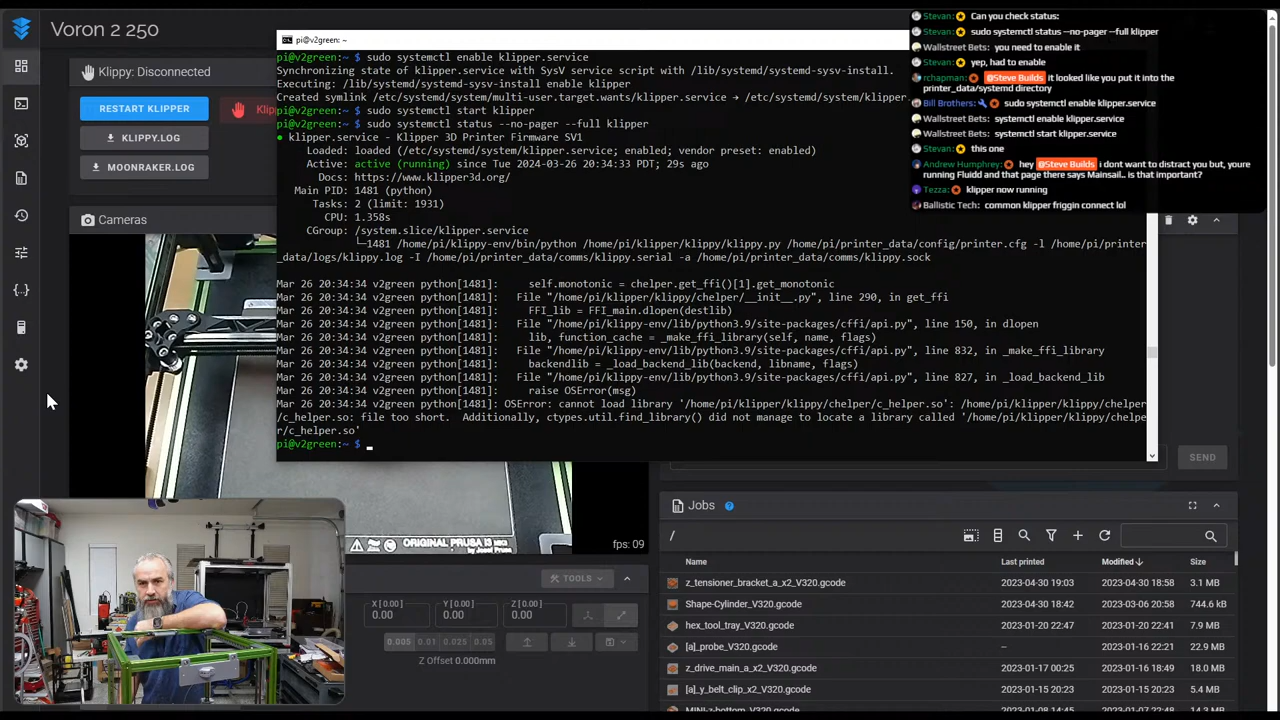 Voron 2 250
Klippy: Disconnected
RESTART KLIPPER
KLIPPY.LOG
MOONRAKER.LOG
Cameras
pi@v2green: ~
pi@v2green:~ $ sudo systemctl enable klipper.service
Synchronizing state of klipper.service with SysV service script with /lib/systemd/systemd-sysv-install.
Executing: /lib/systemd/systemd-sysv-install enable klipper
Created symlink /etc/systemd/system/multi-user.target.wants/klipper.service → /etc/systemd/system/klipper.
pi@v2green:~ $ sudo systemctl start klipper
pi@v2green:~ $ sudo systemctl status --no-pager --full klipper
● klipper.service - Klipper 3D Printer Firmware SV1
Loaded: loaded (/etc/systemd/system/klipper.service; enabled; vendor preset: enabled)
Active: active (running) since Tue 2024-03-26 20:34:33 PDT; 29s ago
Docs: https://www.klipper3d.org/
Main PID: 1481 (python)
Tasks: 2 (limit: 1931)
CPU: 1.358s
CGroup: /system.slice/klipper.service
└─1481 /home/pi/klippy-env/bin/python /home/pi/klipper/klippy/klippy.py /home/pi/printer_data/config/printer.cfg -l /home/pi/printer
_data/logs/klippy.log -I /home/pi/printer_data/comms/klippy.serial -a /home/pi/printer_data/comms/klippy.sock
Mar 26 20:34:34 v2green python[1481]: self.monotonic = chelper.get_ffi()[1].get_monotonic
Mar 26 20:34:34 v2green python[1481]: File "/home/pi/klipper/klippy/chelper/__init__.py", line 290, in get_ffi
Mar 26 20:34:34 v2green python[1481]: FFI_lib = FFI_main.dlopen(destlib)
Mar 26 20:34:34 v2green python[1481]: File "/home/pi/klippy-env/lib/python3.9/site-packages/cffi/api.py", line 150, in dlopen
Mar 26 20:34:34 v2green python[1481]: lib, function_cache = _make_ffi_library(self, name, flags)
Mar 26 20:34:34 v2green python[1481]: File "/home/pi/klippy-env/lib/python3.9/site-packages/cffi/api.py", line 832, in _make_ffi_library
Mar 26 20:34:34 v2green python[1481]: backendlib = _load_backend_lib(backend, libname, flags)
Mar 26 20:34:34 v2green python[1481]: File "/home/pi/klippy-env/lib/python3.9/site-packages/cffi/api.py", line 827, in _load_backend_lib
Mar 26 20:34:34 v2green python[1481]: raise OSError(msg)
Mar 26 20:34:34 v2green python[1481]: OSError: cannot load library '/home/pi/klipper/klippy/chelper/c_helper.so': /home/pi/klipper/klippy/chelper
/c_helper.so: file too short. Additionally, ctypes.util.find_library() did not manage to locate a library called '/home/pi/klipper/klippy/chelpe
r/c_helper.so'
pi@v2green:~ $
Stevan: Can you check status:
Stevan: sudo systemctl status --no-pager --full klipper
Wallstreet Bets: you need to enable it
Stevan: yep, had to enable
rchapman: @Steve Builds it looked like you put it into the
printer_data/systemd directory
Bill Brothers: sudo systemctl enable klipper.service
Wallstreet Bets: systemctl enable klipper.service
Wallstreet Bets: systemctl start klipper.service
Stevan: this one
Andrew Humphrey: hey @Steve Builds i dont want to distract you but, youre
running Fluidd and that page there says Mainsail.. is that important?
Tezza: klipper now running
Ballistic Tech: common klipper friggin connect lol
SEND
ORIGINAL PRUSA i3
by Josef Prusa
fps: 09
TOOLS
X [0.00] Y [0.00] Z [0.00]
0.00 0.00 0.00
0.005 0.01 0.025 0.05
Z Offset 0.000mm
Jobs
/
Name Last printed Modified Size
z_tensioner_bracket_a_x2_V320.gcode 2023-04-30 19:03 2023-04-30 18:58 3.1 MB
Shape-Cylinder_V320.gcode 2023-04-30 18:42 2023-03-06 20:58 744.6 kB
hex_tool_tray_V320.gcode 2023-01-20 22:47 2023-01-20 22:41 7.9 MB
[a]_probe_V320.gcode – 2023-01-16 22:21 22.9 MB
z_drive_main_a_x2_V320.gcode 2023-01-17 00:25 2023-01-16 18:49 18.0 MB
[a]_y_belt_clip_x2_V320.gcode 2023-01-15 20:23 2023-01-15 20:23 5.4 MB